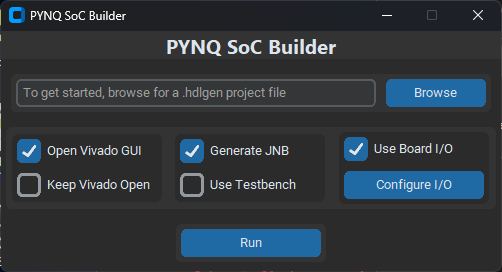 PYNQ SoC Builder
PYNQ SoC Builder
To get started, browse for a .hdlgen project file
Browse
Open Vivado GUI
Generate JNB
Use Board I/O
Keep Vivado Open
Use Testbench
Configure I/O
Run